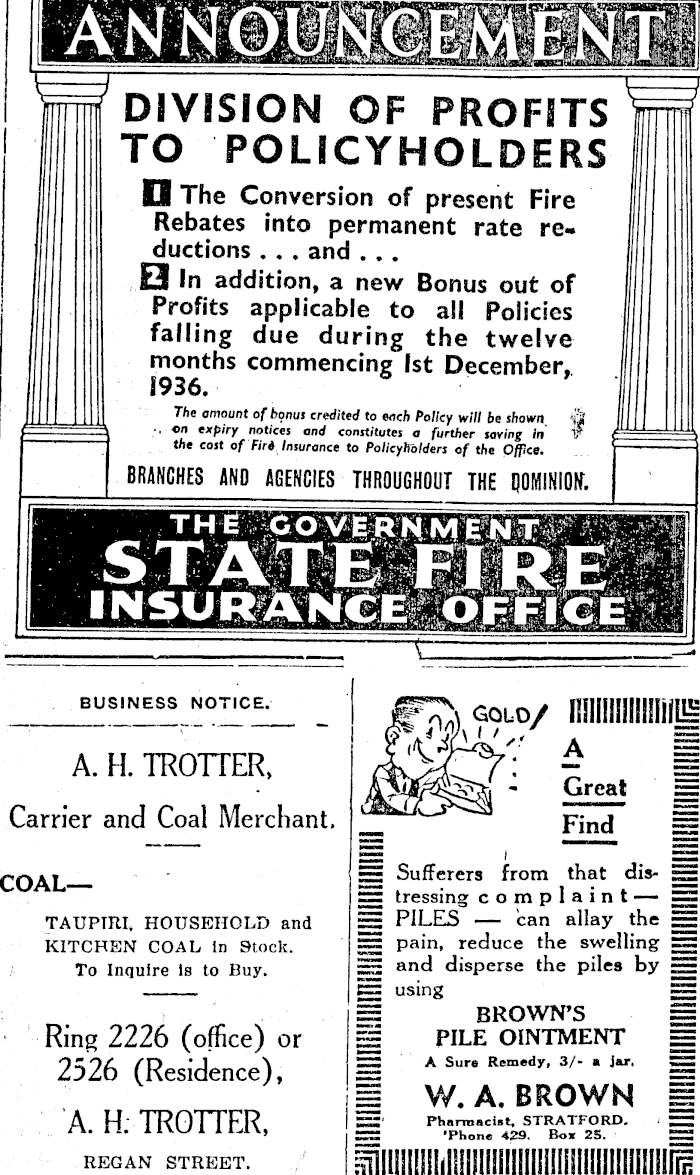 ANNOUNCEMENT
DIVISION OF PROFITS
TO POLICYHOLDERS
1 The Conversion of present Fire
Rebates into permanent rate re-
ductions . . . and . . .
2 In addition, a new Bonus out of
Profits applicable to all Policies
falling due during the twelve
months commencing 1st December,
1936.
The amount of bonus credited to each Policy will be shown
on expiry notices and constitutes a further saving in
the cost of Fire Insurance to Policyholders of the Office.
BRANCHES AND AGENCIES THROUGHOUT THE DOMINION.
THE GOVERNMENT
STATE FIRE
INSURANCE OFFICE
BUSINESS NOTICE.
A. H. TROTTER,
Carrier and Coal Merchant.
COAL—
TAUPIRI, HOUSEHOLD and
KITCHEN COAL in Stock.
To Inquire is to Buy.
Ring 2226 (office) or
2526 (Residence),
A. H. TROTTER,
REGAN STREET.
GOLD!
A
Great
Find
Sufferers from that dis-
tressing complaint—
PILES — can allay the
pain, reduce the swelling
and disperse the piles by
using
BROWN'S
PILE OINTMENT
A Sure Remedy, 3/- a jar.
W. A. BROWN
Pharmacist, STRATFORD.
'Phone 429. Box 25.